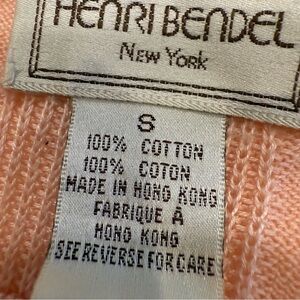 HENRI BENDEL
NEW YORK
S
100% COTTON
100% COTON
MADE IN HONG KONG
FABRIQUE À
HONG KONG
SEE REVERSE FOR CARE